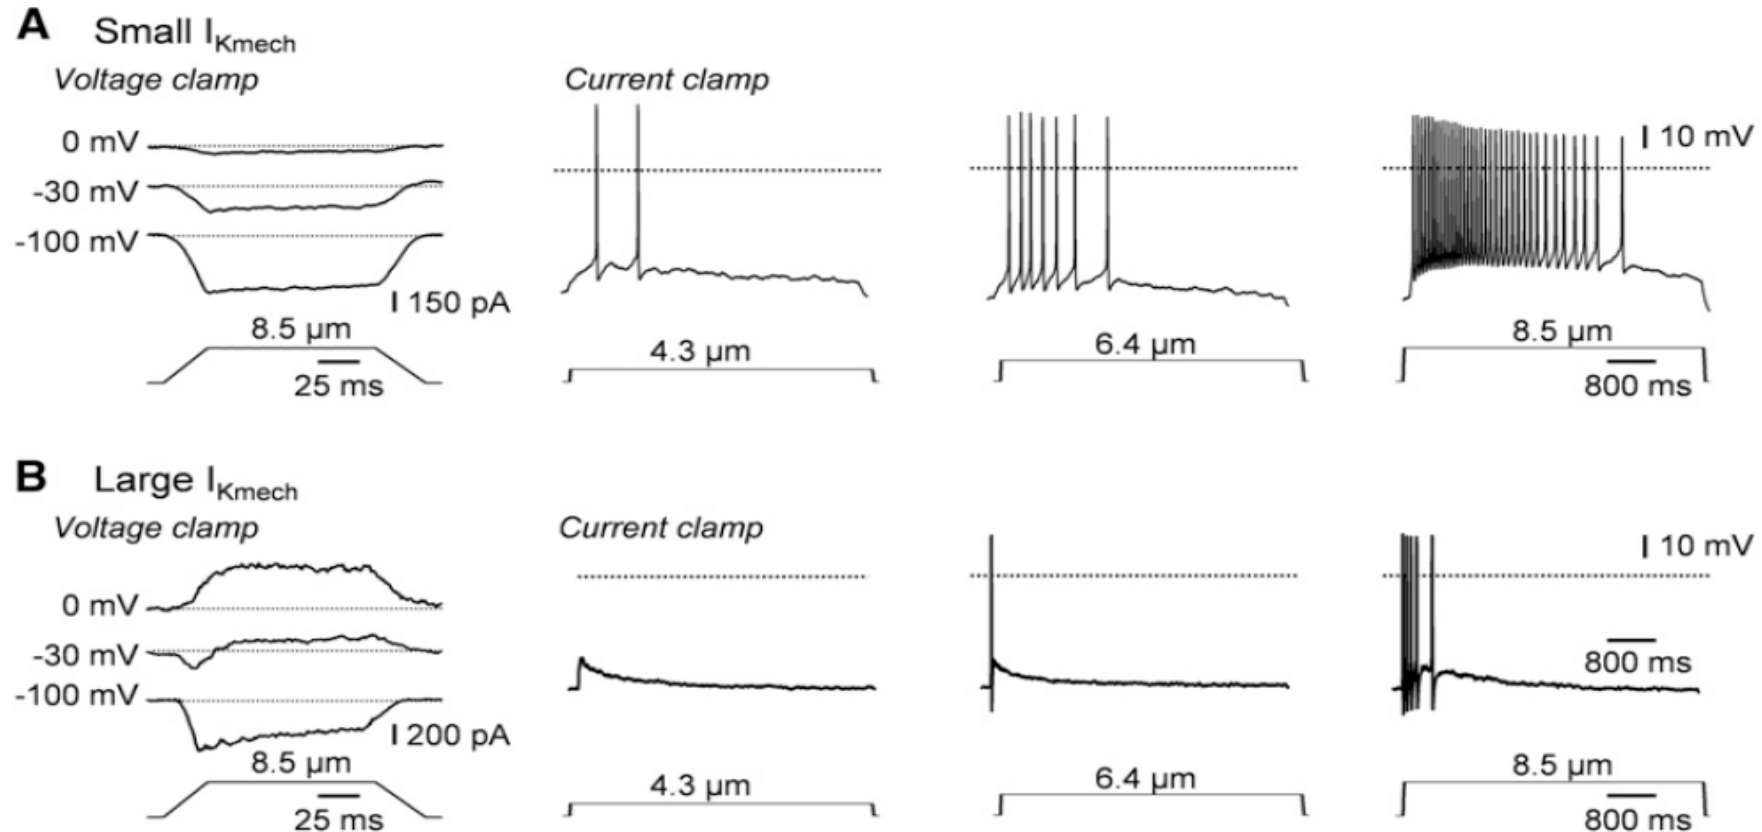 A Small I_Kmech
Voltage clamp
Current clamp
0 mV
-30 mV
-100 mV
150 pA
10 mV
8.5 µm
25 ms
4.3 µm
6.4 µm
8.5 µm
800 ms
B Large I_Kmech
Voltage clamp
Current clamp
0 mV
-30 mV
-100 mV
200 pA
10 mV
800 ms
8.5 µm
25 ms
4.3 µm
6.4 µm
8.5 µm
800 ms